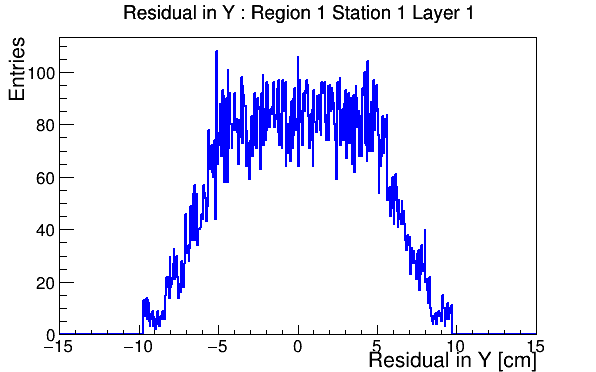 Residual in Y : Region 1 Station 1 Layer 1
Entries
100
80
60
40
20
0
−15 −10 −5 0 5 10 15
Residual in Y [cm]